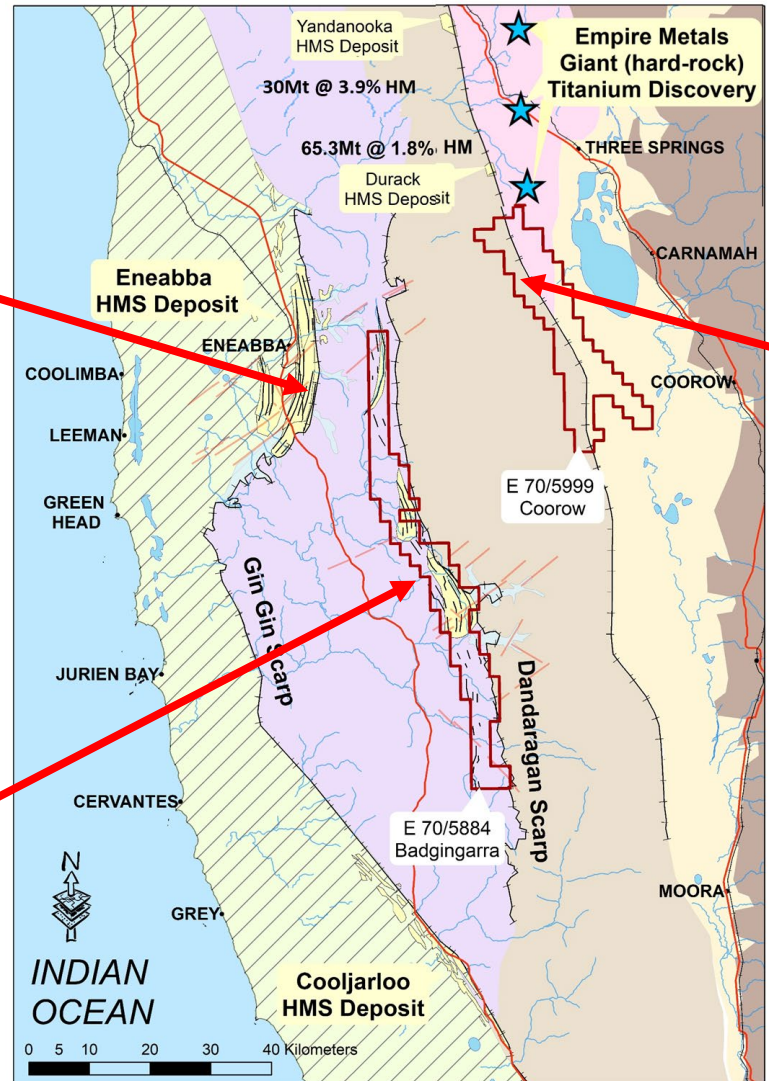 Yandanooka
HMS Deposit
30Mt @ 3.9% HM
Empire Metals
Giant (hard-rock)
Titanium Discovery
65.3Mt @ 1.8% HM
THREE SPRINGS
Durack
HMS Deposit
CARNAMAH
Eneabba
HMS Deposit
ENEABBA
COOLIMBA
COOROW
LEEMAN
E 70/5999
Coorow
GREEN
HEAD
Gin Gin Scarp
JURIEN BAY
Dandaragan Scarp
CERVANTES
E 70/5884
Badgingarra
MOORA
N
GREY
INDIAN
OCEAN
Cooljarloo
HMS Deposit
0 5 10 20 30 40 Kilometers